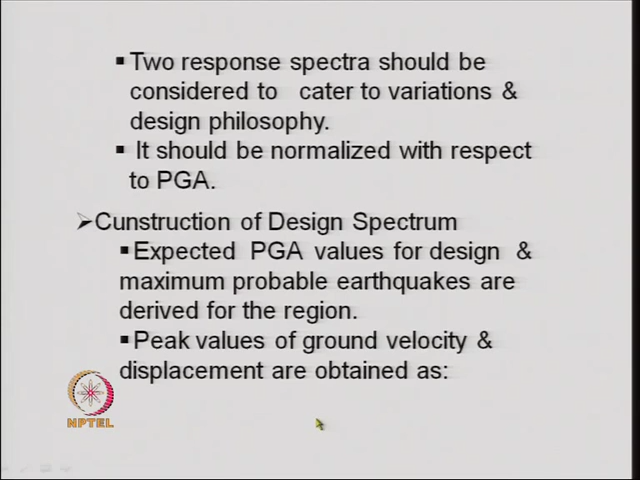 ▪Two response spectra should be
considered to cater to variations &
design philosophy.
▪ It should be normalized with respect
to PGA.
➢Cunstruction of Design Spectrum
▪Expected PGA values for design &
maximum probable earthquakes are
derived for the region.
▪Peak values of ground velocity &
displacement are obtained as:
NPTEL